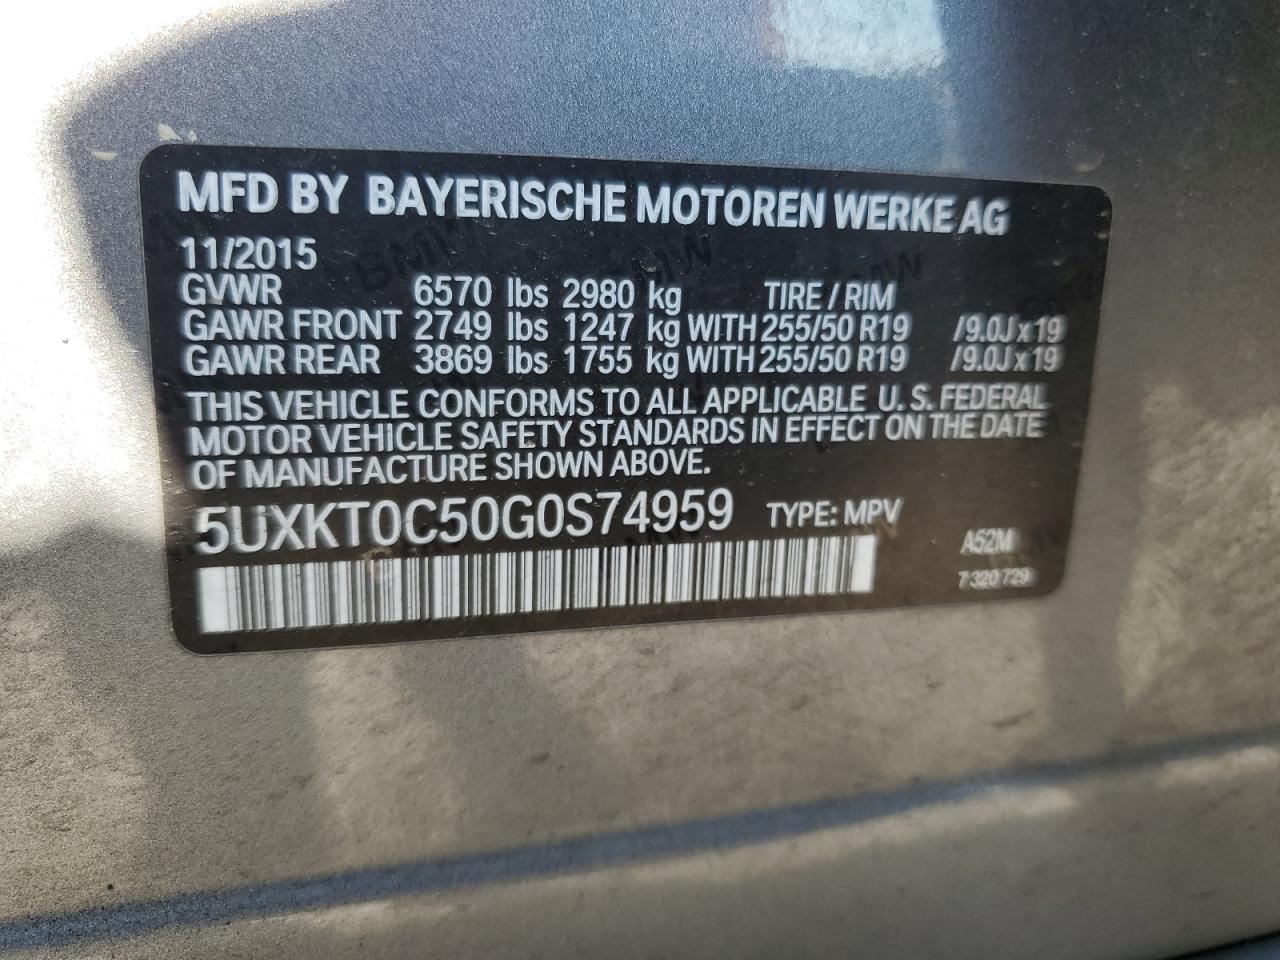 MFD BY BAYERISCHE MOTOREN WERKE AG
11/2015
GVWR 6570 lbs 2980 kg TIRE / RIM
GAWR FRONT 2749 lbs 1247 kg WITH 255/50 R19 /9.0J x 19
GAWR REAR 3869 lbs 1755 kg WITH 255/50 R19 /9.0J x 19
THIS VEHICLE CONFORMS TO ALL APPLICABLE U.S. FEDERAL
MOTOR VEHICLE SAFETY STANDARDS IN EFFECT ON THE DATE
OF MANUFACTURE SHOWN ABOVE.
5UXKT0C50G0S74959 TYPE: MPV
A52M
7 320 729